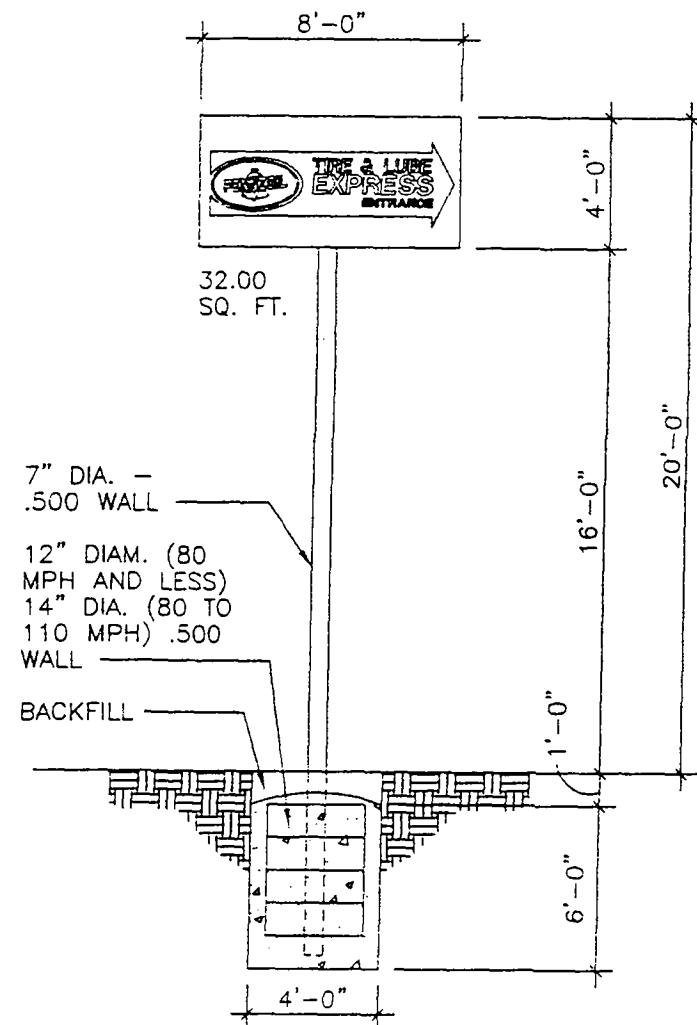 8'-0"
TIRE & LUBE
EXPRESS
ENTRANCE
4'-0"
32.00
SQ. FT.
20'-0"
16'-0"
7" DIA. –
.500 WALL
12" DIAM. (80
MPH AND LESS)
14" DIA. (80 TO
110 MPH) .500
WALL
BACKFILL
1'-0"
6'-0"
4'-0"